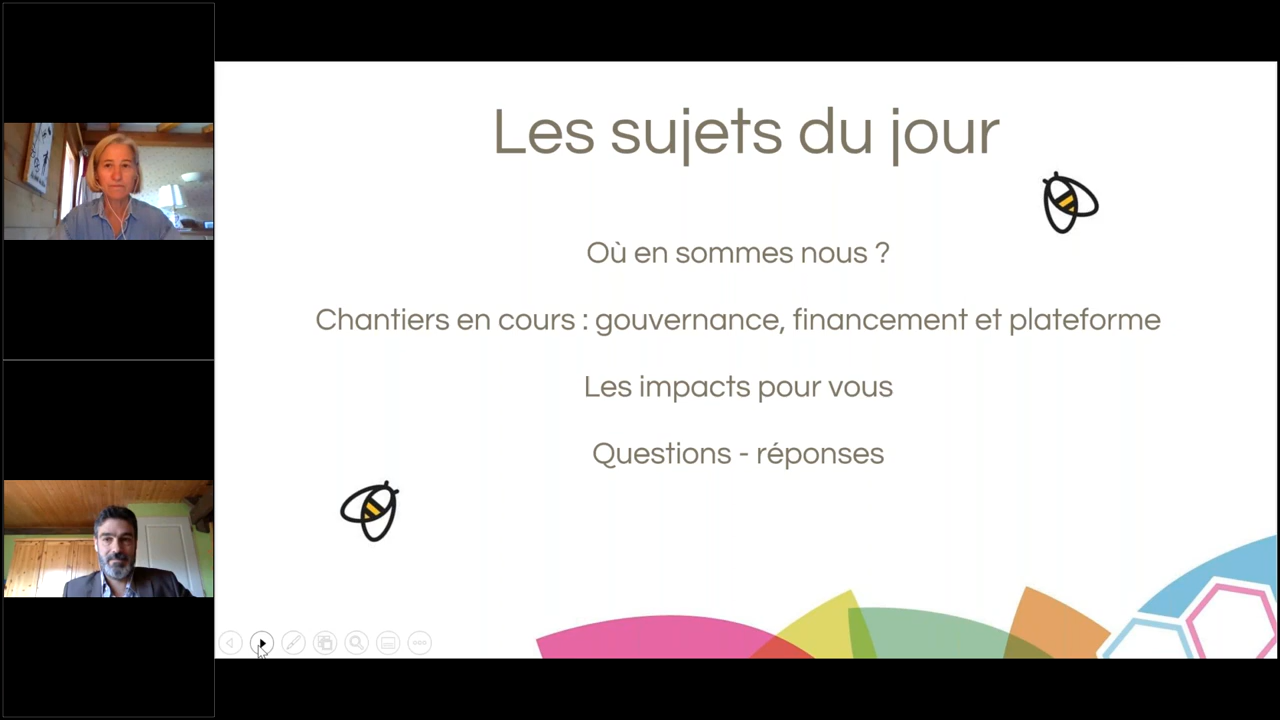 Les sujets du jour
Où en sommes nous ?
Chantiers en cours : gouvernance, financement et plateforme
Les impacts pour vous
Questions - réponses